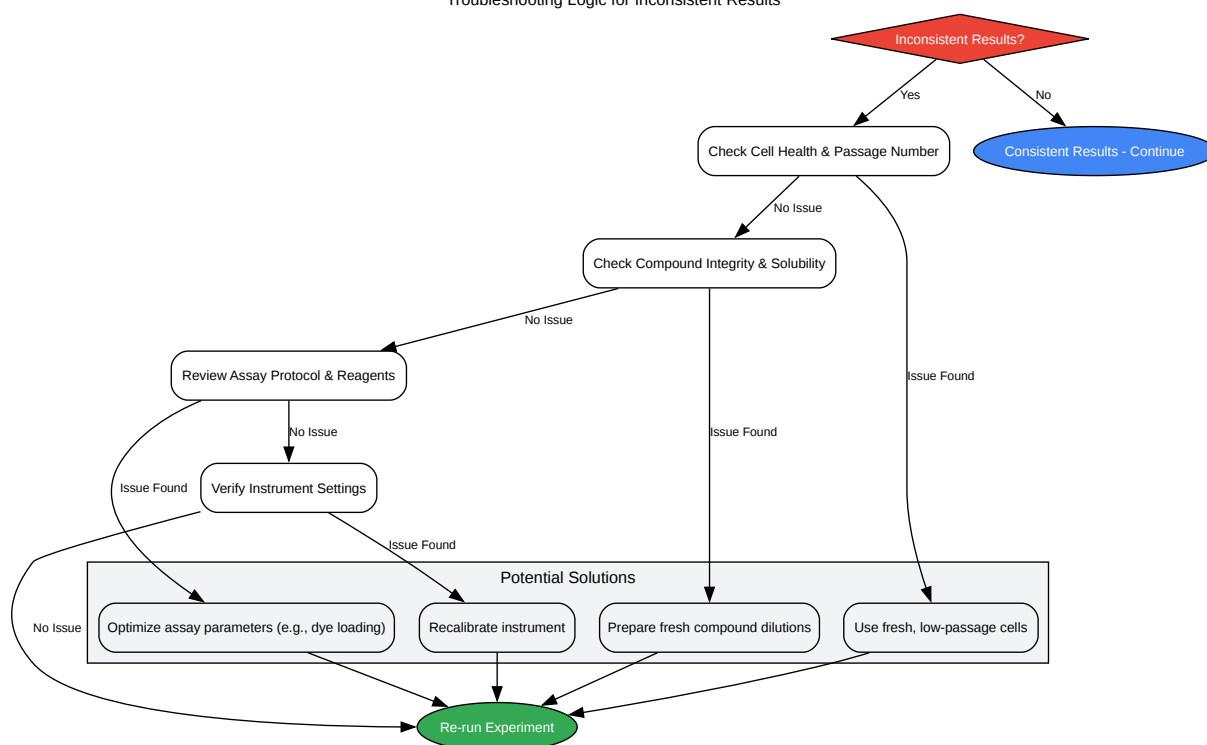 Troubleshooting Logic for Inconsistent Results
Inconsistent Results?
Yes
No
Check Cell Health & Passage Number
Consistent Results - Continue
No Issue
Check Compound Integrity & Solubility
No Issue
Review Assay Protocol & Reagents
Issue Found
No Issue
Issue Found
Issue Found
Verify Instrument Settings
Issue Found
Potential Solutions
No Issue
Optimize assay parameters (e.g., dye loading)
Recalibrate instrument
Prepare fresh compound dilutions
Use fresh, low-passage cells
Re-run Experiment